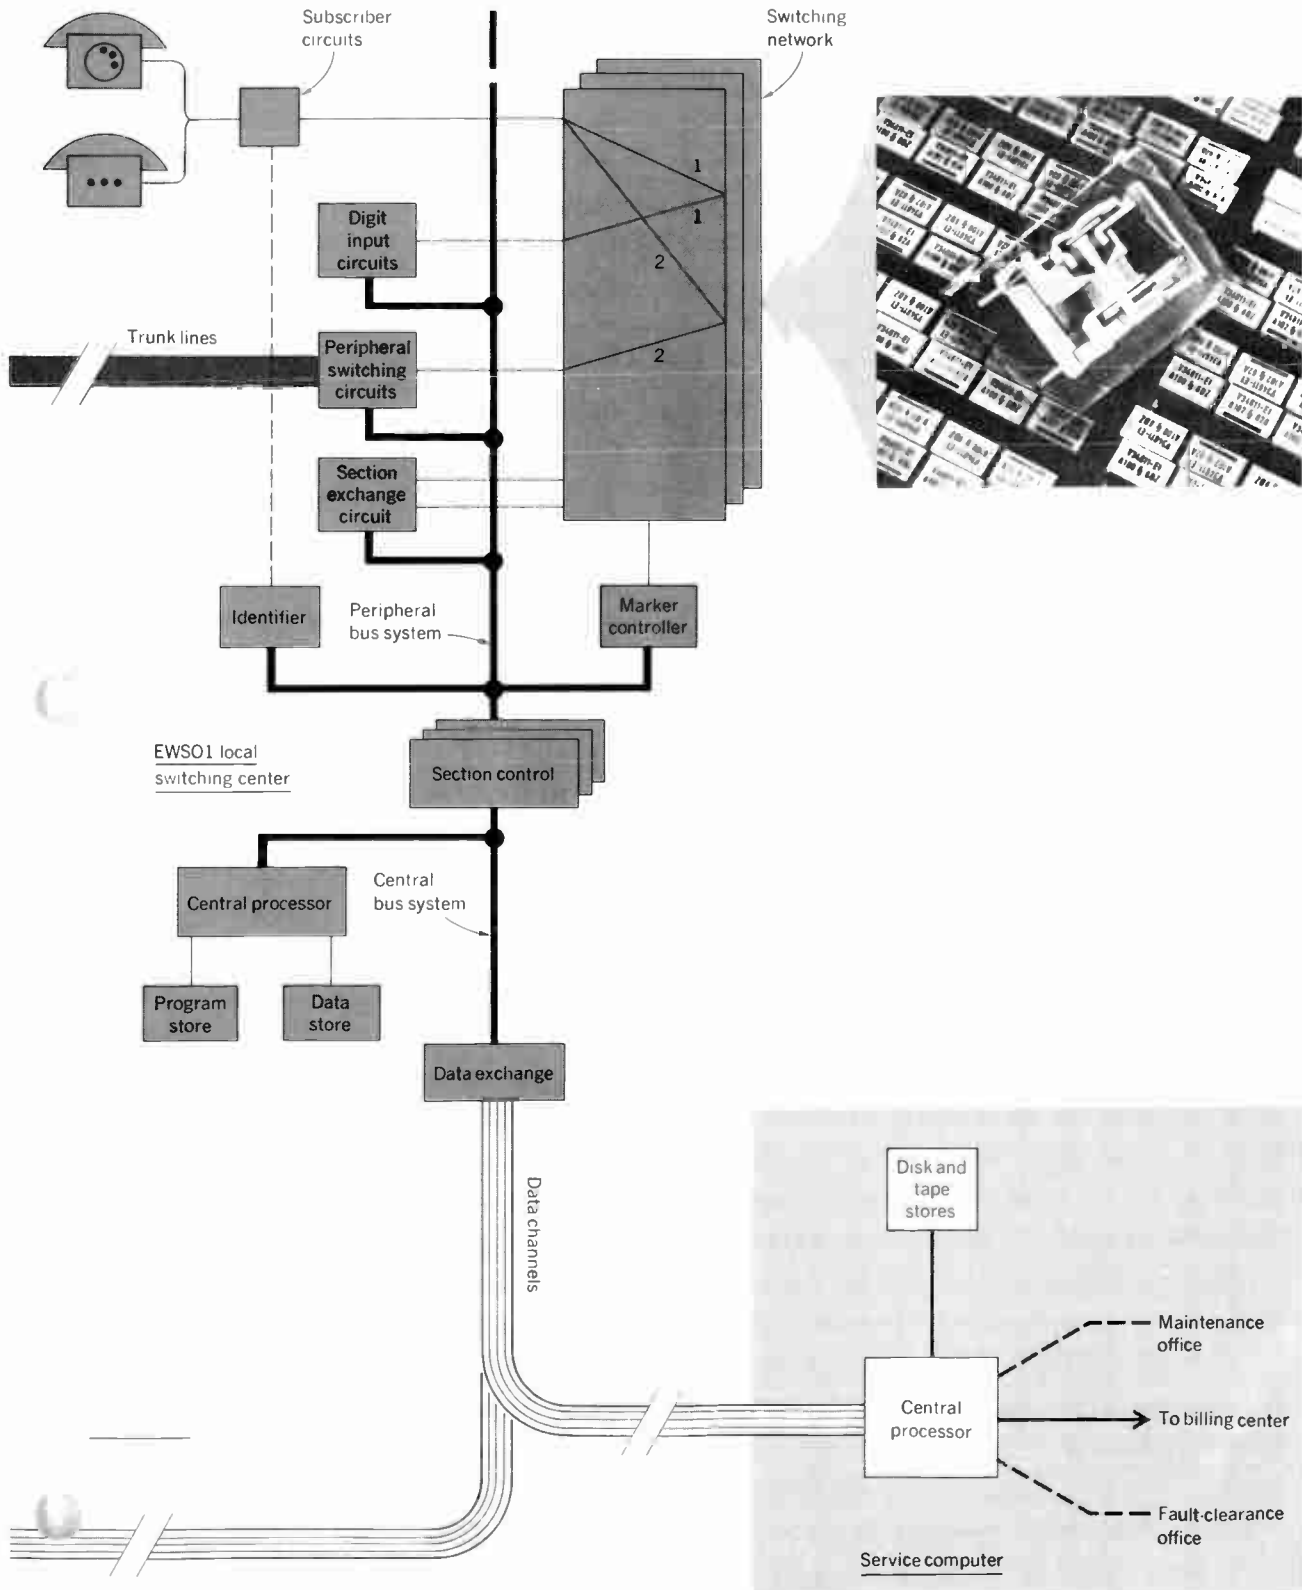 Subscriber
circuits
Switching
network
1
1
2
2
Digit
input
circuits
Trunk lines
Peripheral
switching
circuits
Section
exchange
circuit
Identifier
Peripheral
bus system
Marker
controller
EWSO1 local
switching center
Section control
Central processor
Central
bus system
Program
store
Data
store
Data exchange
Data channels
Disk and
tape
stores
Maintenance
office
Central
processor
To billing center
Fault-clearance
office
Service computer